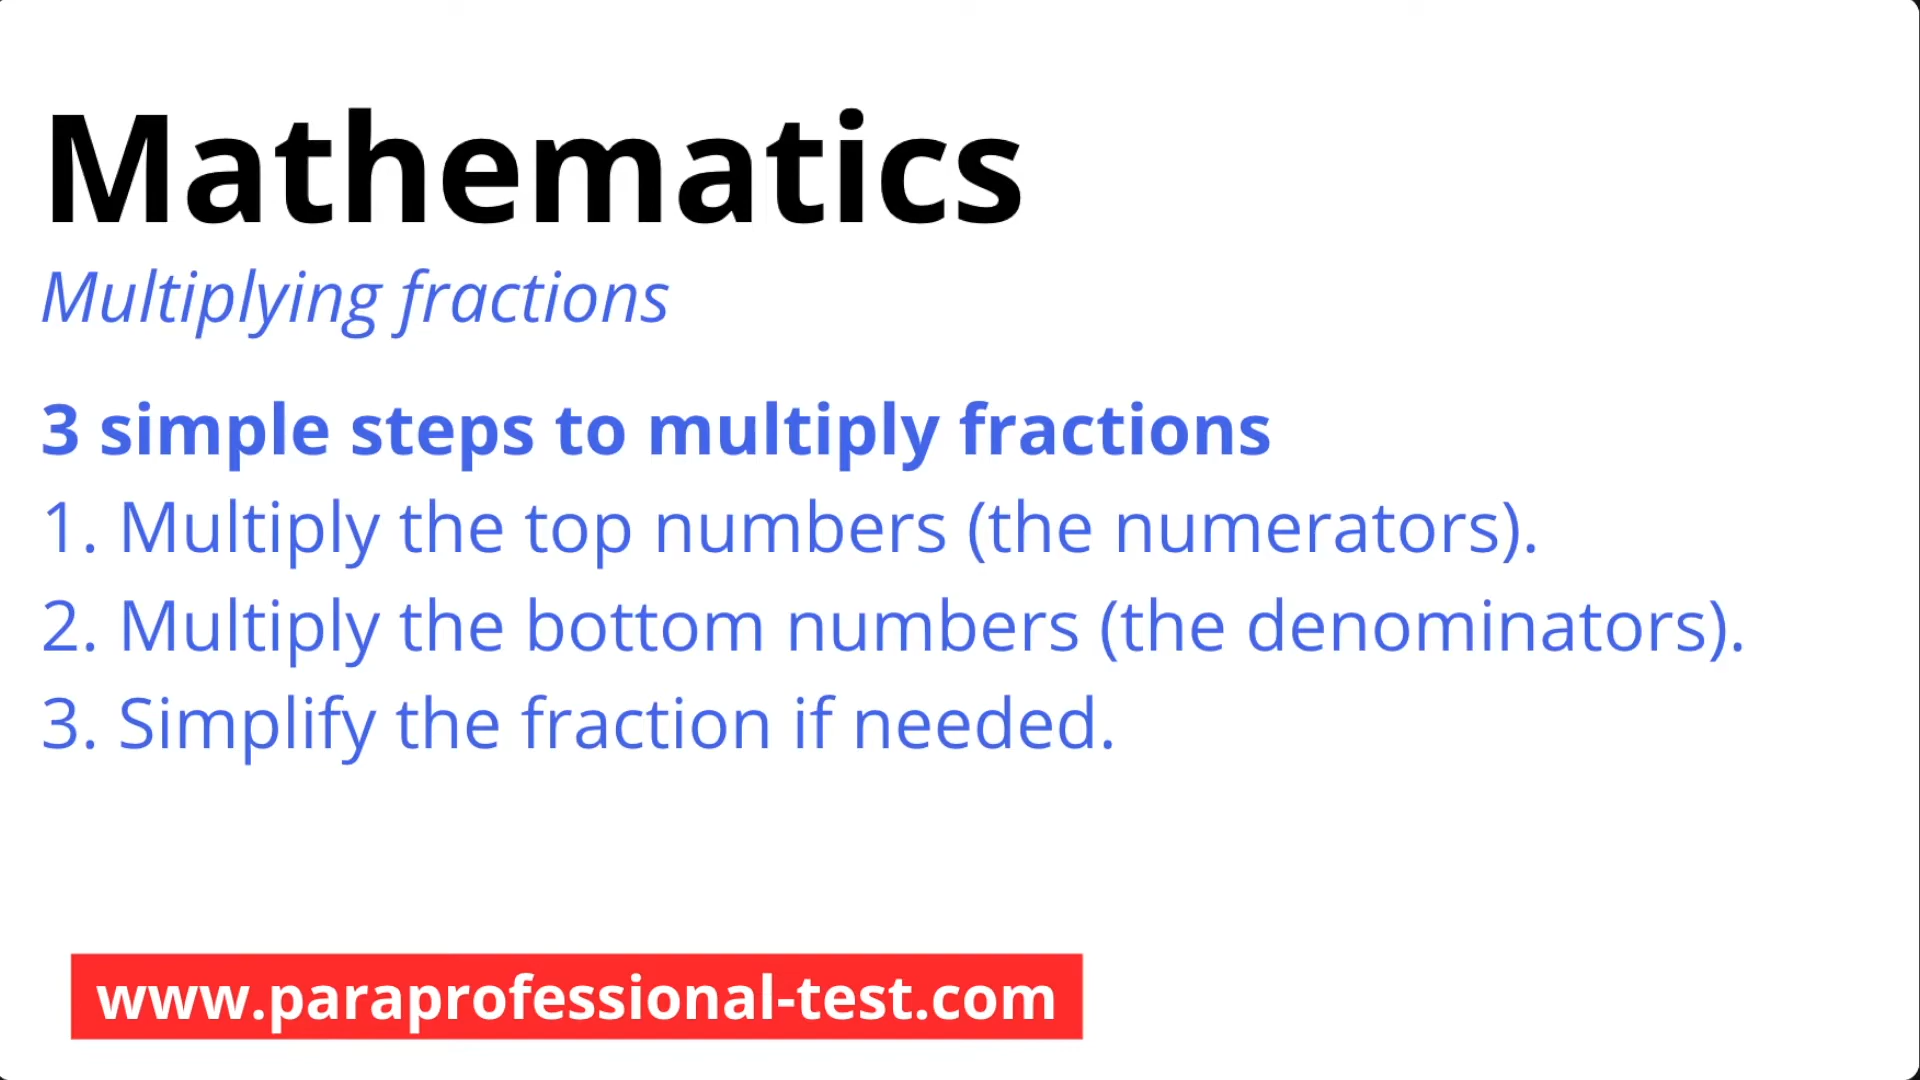 Mathematics
Multiplying fractions
3 simple steps to multiply fractions
1. Multiply the top numbers (the numerators).
2. Multiply the bottom numbers (the denominators).
3. Simplify the fraction if needed.
www.paraprofessional-test.com